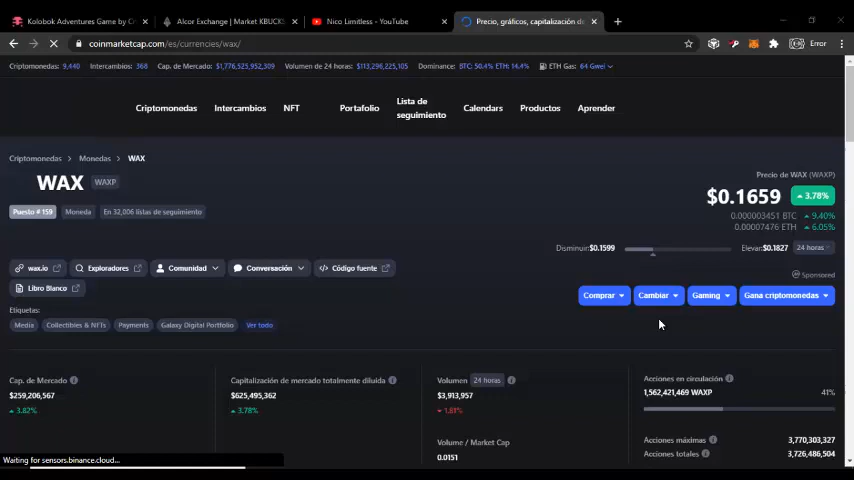 Kolobok Adventures Game by C
Alcor Exchange | Market KBUCKS
Nico Limitless - YouTube
Precio, gráficos, capitalización de
coinmarketcap.com/es/currencies/wax/
Error
Criptomonedas: 9,440 Intercambios: 368 Cap. de Mercado: $1,776,525,952,309 Volumen de 24 horas: $113,296,225,105 Dominance: BTC: 50.4% ETH: 14.4% ETH Gas: 64 Gwei
Criptomonedas Intercambios NFT Portafolio Lista de seguimiento Calendars Productos Aprender
Criptomonedas > Monedas > WAX
WAX WAXP
Puesto # 159 Moneda En 32,006 listas de seguimiento
Precio de WAX (WAXP)
$0.1659 3.78%
0.000003451 BTC 9.40%
0.00007476 ETH 6.05%
Disminuir: $0.1599 Elevar: $0.1827 24 horas
wax.io Exploradores Comunidad Conversación Código fuente
Libro Blanco
Sponsored
Comprar Cambiar Gaming Gana criptomonedas
Etiquetas:
Media Collectibles & NFTs Payments Galaxy Digital Portfolio Ver todo
Cap. de Mercado
$259,206,567
3.82%
Capitalización de mercado totalmente diluida
$625,495,362
3.78%
Volumen 24 horas
$3,913,957
1.81%
Volume / Market Cap
0.0151
Acciones en circulación
1,562,421,469 WAXP 41%
Acciones máximas 3,770,303,327
Acciones totales 3,726,486,504
Waiting for sensors.binance.cloud...